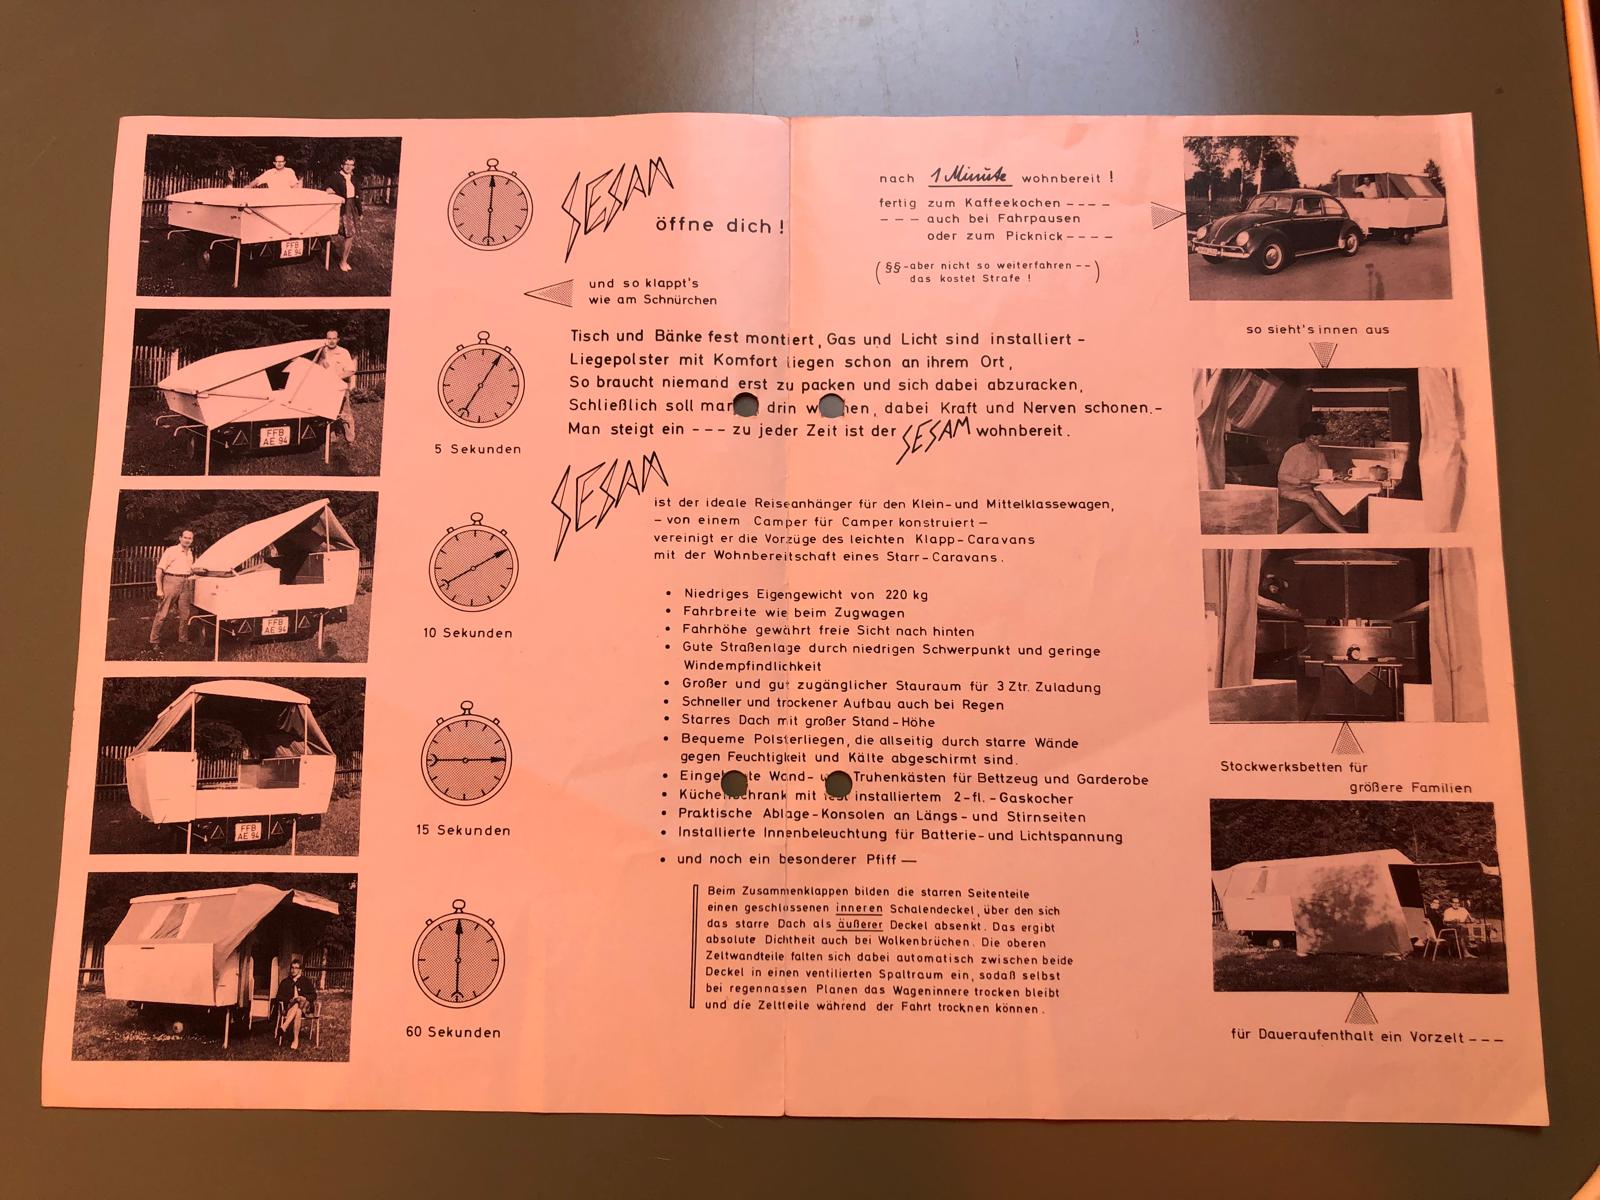 SESAM
öffne dich !
und so klappt's
wie am Schnürchen
nach 1 Minute wohnbereit !
fertig zum Kaffeekochen ----
--- auch bei Fahrpausen
oder zum Picknick ----
( §§-aber nicht so weiterfahren --
das kostet Strafe ! )
Tisch und Bänke fest montiert, Gas und Licht sind installiert -
Liegepolster mit Komfort liegen schon an ihrem Ort,
So braucht niemand erst zu packen und sich dabei abzuracken,
Schließlich soll man drin w hen, dabei Kraft und Nerven schonen.-
Man steigt ein --- zu jeder Zeit ist der SESAM wohnbereit.
SESAM
ist der ideale Reiseanhänger für den Klein- und Mittelklassewagen,
- von einem Camper für Camper konstruiert -
vereinigt er die Vorzüge des leichten Klapp-Caravans
mit der Wohnbereitschaft eines Starr-Caravans.
• Niedriges Eigengewicht von 220 kg
• Fahrbreite wie beim Zugwagen
• Fahrhöhe gewährt freie Sicht nach hinten
• Gute Straßenlage durch niedrigen Schwerpunkt und geringe
Windempfindlichkeit
• Großer und gut zugänglicher Stauraum für 3 Ztr. Zuladung
• Schneller und trockener Aufbau auch bei Regen
• Starres Dach mit großer Stand-Höhe
• Bequeme Polsterliegen, die allseitig durch starre Wände
gegen Feuchtigkeit und Kälte abgeschirmt sind.
• Eingebaute Wand- und Truhenkästen für Bettzeug und Garderobe
• Küchenschrank mit fest installiertem 2-fl.-Gaskocher
• Praktische Ablage-Konsolen an Längs- und Stirnseiten
• Installierte Innenbeleuchtung für Batterie- und Lichtspannung
• und noch ein besonderer Pfiff —
Beim Zusammenklappen bilden die starren Seitenteile
einen geschlossenen inneren Schalendeckel, über den sich
das starre Dach als äußerer Deckel absenkt. Das ergibt
absolute Dichtheit auch bei Wolkenbrüchen. Die oberen
Zeltwandteile falten sich dabei automatisch zwischen beide
Deckel in einen ventilierten Spaltraum ein, sodaß selbst
bei regennassen Planen das Wageninnere trocken bleibt
und die Zeltteile während der Fahrt trocknen können.
5 Sekunden
10 Sekunden
15 Sekunden
60 Sekunden
FFB
AE 94
FFB
AE 94
FFB
AE 94
FFB
AE 94
so sieht's innen aus
Stockwerksbetten für
größere Familien
für Daueraufenthalt ein Vorzelt ---